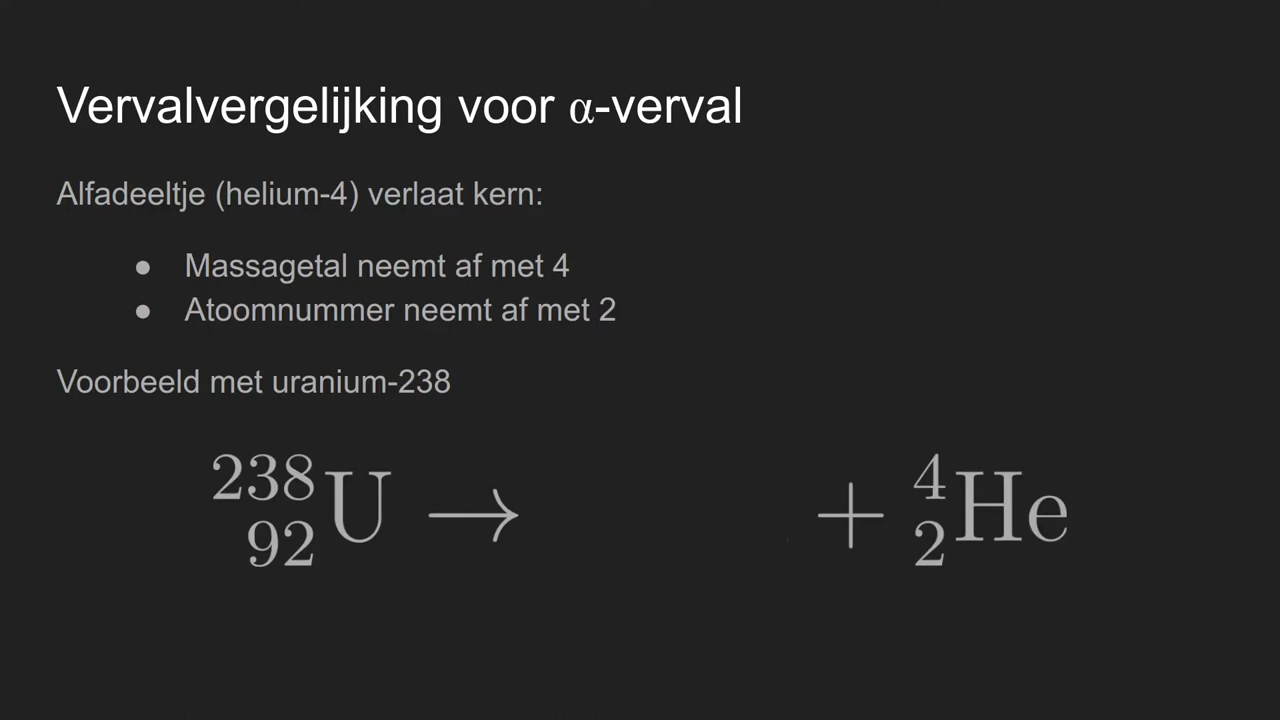 Vervalvergelijking voor α-verval
Alfadeeltje (helium-4) verlaat kern:
● Massagetal neemt af met 4
● Atoomnummer neemt af met 2
Voorbeeld met uranium-238
²³⁸₉₂U → + ⁴₂He